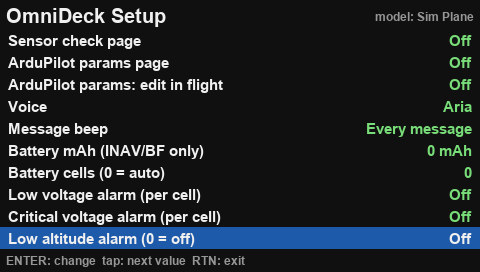 OmniDeck Setup
model: Sim Plane
Sensor check page Off
ArduPilot params page Off
ArduPilot params: edit in flight Off
Voice Aria
Message beep Every message
Battery mAh (INAV/BF only) 0 mAh
Battery cells (0 = auto) 0
Low voltage alarm (per cell) Off
Critical voltage alarm (per cell) Off
Low altitude alarm (0 = off) Off
ENTER: change tap: next value RTN: exit